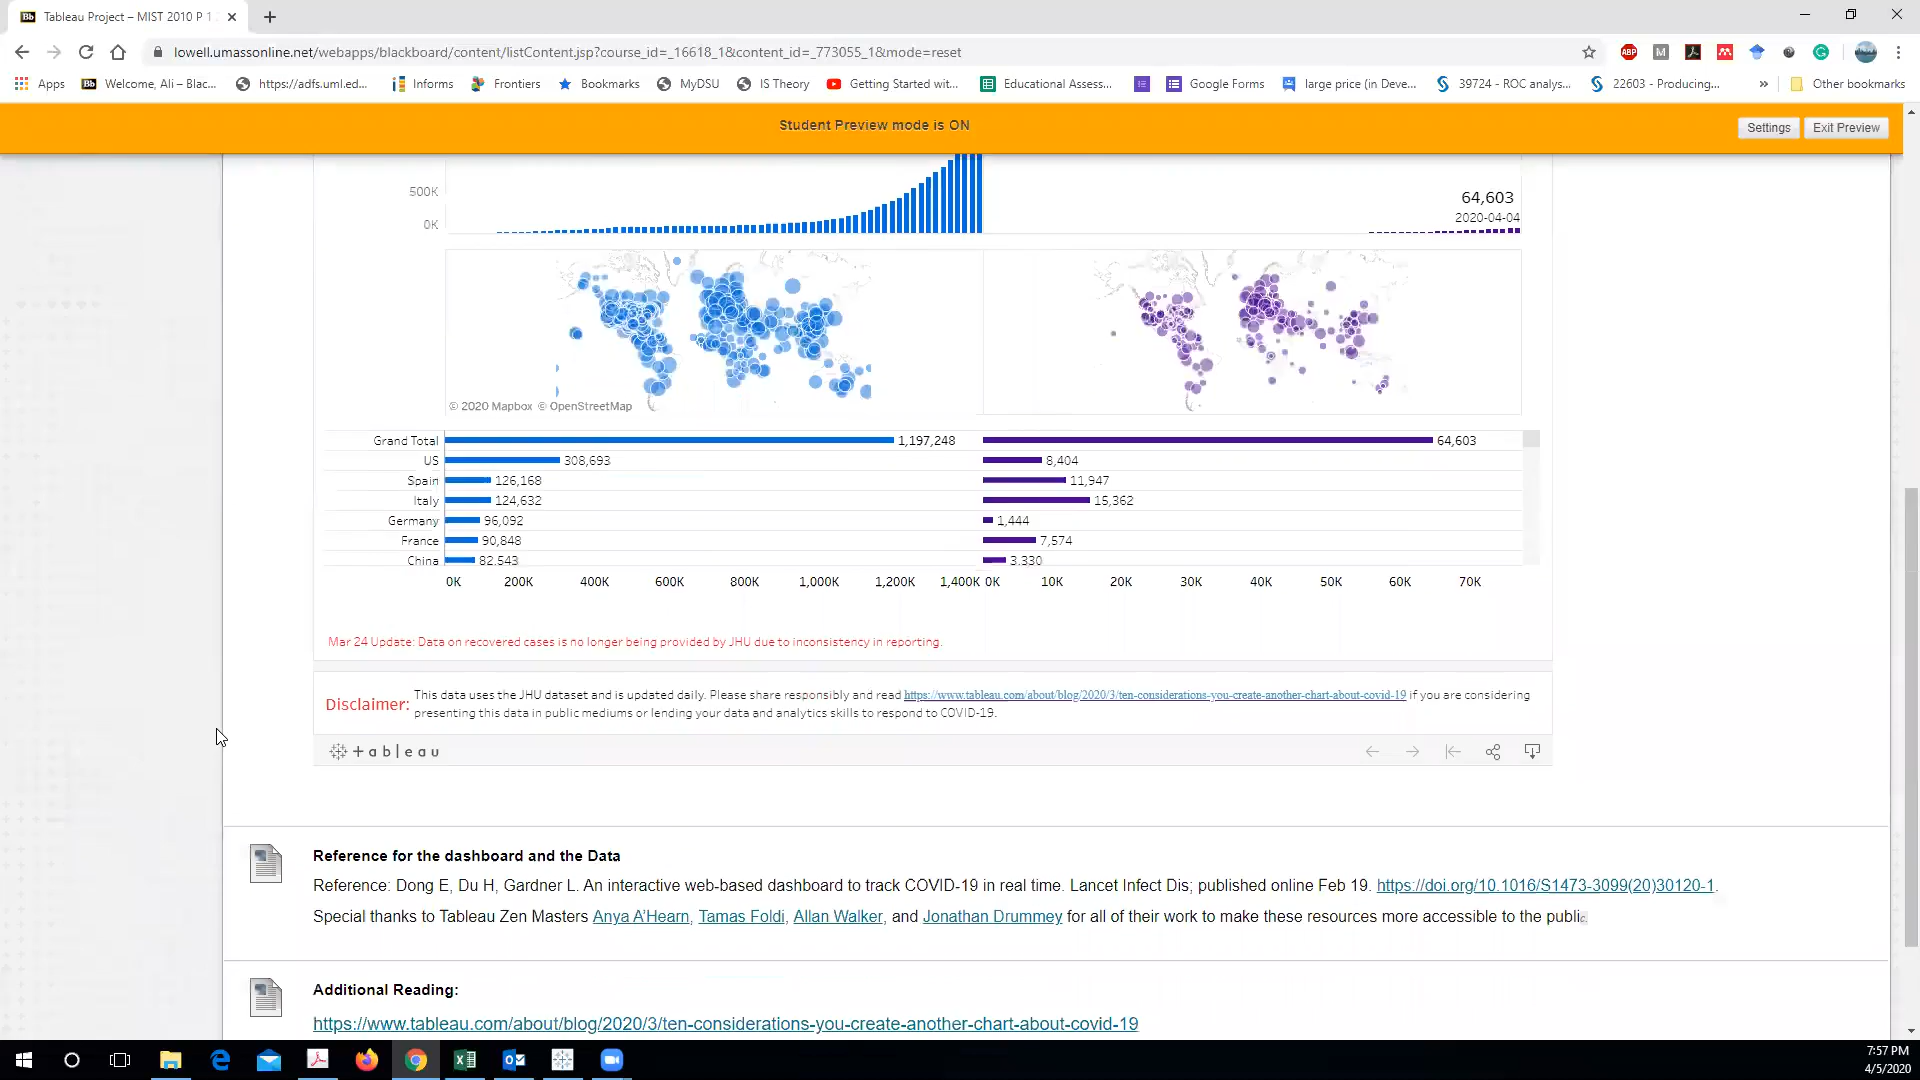 Tableau Project – MIST 2010 P 1
lowell.umassonline.net/webapps/blackboard/content/listContent.jsp?course_id=_16618_1&content_id=_773055_1&mode=reset
Apps Welcome, Ali – Blac... https://adfs.uml.ed... Informs Frontiers Bookmarks MyDSU IS Theory Getting Started wit... Educational Assess... Google Forms large price (in Deve... 39724 - ROC analys... 22603 - Producing... » Other bookmarks
Student Preview mode is ON
Settings Exit Preview
500K
0K
64,603
2020-04-04
© 2020 Mapbox © OpenStreetMap
Grand Total 1,197,248 64,603
US 308,693 8,404
Spain 126,168 11,947
Italy 124,632 15,362
Germany 96,092 1,444
France 90,848 7,574
China 82,543 3,330
0K 200K 400K 600K 800K 1,000K 1,200K 1,400K 0K 10K 20K 30K 40K 50K 60K 70K
Mar 24 Update: Data on recovered cases is no longer being provided by JHU due to inconsistency in reporting.
Disclaimer: This data uses the JHU dataset and is updated daily. Please share responsibly and read https://www.tableau.com/about/blog/2020/3/ten-considerations-you-create-another-chart-about-covid-19 if you are considering
presenting this data in public mediums or lending your data and analytics skills to respond to COVID-19.
+ableau
Reference for the dashboard and the Data
Reference: Dong E, Du H, Gardner L. An interactive web-based dashboard to track COVID-19 in real time. Lancet Infect Dis; published online Feb 19. https://doi.org/10.1016/S1473-3099(20)30120-1.
Special thanks to Tableau Zen Masters Anya A'Hearn, Tamas Foldi, Allan Walker, and Jonathan Drummey for all of their work to make these resources more accessible to the public.
Additional Reading:
https://www.tableau.com/about/blog/2020/3/ten-considerations-you-create-another-chart-about-covid-19
7:57 PM
4/5/2020